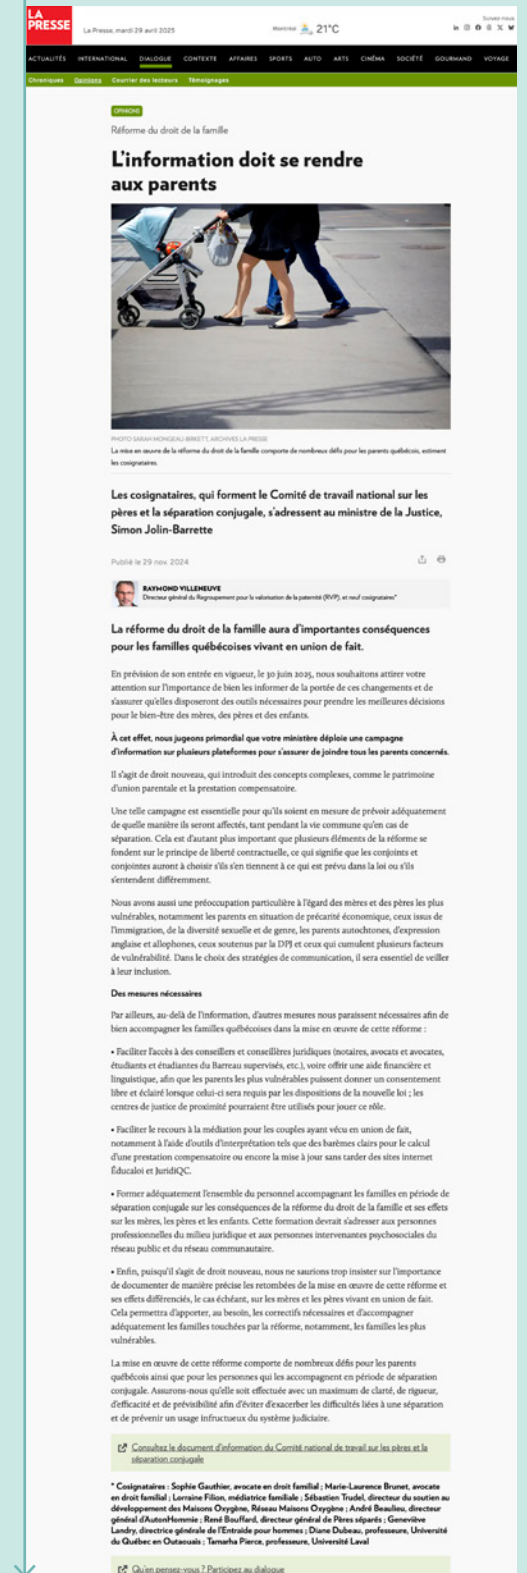 LA
PRESSE
La Presse, mardi 29 avril 2025
Montréal
21°C
Suivez-nous
ACTUALITÉS INTERNATIONAL DIALOGUE CONTEXTE AFFAIRES SPORTS AUTO ARTS CINÉMA SOCIÉTÉ GOURMAND VOYAGE
Chroniques Opinions Courrier des lecteurs Témoignages
OPINIONS
Réforme du droit de la famille
L'information doit se rendre
aux parents
PHOTO SARAH MONGEAU-BIRKETT, ARCHIVES LA PRESSE
La mise en œuvre de la réforme du droit de la famille comporte de nombreux défis pour les parents québécois, estiment
les cosignataires.
Les cosignataires, qui forment le Comité de travail national sur les
pères et la séparation conjugale, s'adressent au ministre de la Justice,
Simon Jolin-Barrette
Publié le 29 nov. 2024
RAYMOND VILLENEUVE
Directeur général du Regroupement pour la valorisation de la paternité (RVP), et neuf cosignataires*
La réforme du droit de la famille aura d'importantes conséquences
pour les familles québécoises vivant en union de fait.
En prévision de son entrée en vigueur, le 30 juin 2025, nous souhaitons attirer votre
attention sur l'importance de bien les informer de la portée de ces changements et de
s'assurer qu'elles disposeront des outils nécessaires pour prendre les meilleures décisions
pour le bien-être des mères, des pères et des enfants.
À cet effet, nous jugeons primordial que votre ministère déploie une campagne
d'information sur plusieurs plateformes pour s'assurer de joindre tous les parents concernés.
Il s'agit de droit nouveau, qui introduit des concepts complexes, comme le patrimoine
d'union parentale et la prestation compensatoire.
Une telle campagne est essentielle pour qu'ils soient en mesure de prévoir adéquatement
de quelle manière ils seront affectés, tant pendant la vie commune qu'en cas de
séparation. Cela est d'autant plus important que plusieurs éléments de la réforme se
fondent sur le principe de liberté contractuelle, ce qui signifie que les conjoints et
conjointes auront à choisir s'ils s'en tiennent à ce qui est prévu dans la loi ou s'ils
s'entendent différemment.
Nous avons aussi une préoccupation particulière à l'égard des mères et des pères les plus
vulnérables, notamment les parents en situation de précarité économique, ceux issus de
l'immigration, de la diversité sexuelle et de genre, les parents autochtones, d'expression
anglaise et allophones, ceux soutenus par la DPJ et ceux qui cumulent plusieurs facteurs
de vulnérabilité. Dans le choix des stratégies de communication, il sera essentiel de veiller
à leur inclusion.
Des mesures nécessaires
Par ailleurs, au-delà de l'information, d'autres mesures nous paraissent nécessaires afin de
bien accompagner les familles québécoises dans la mise en œuvre de cette réforme :
• Faciliter l'accès à des conseillers et conseillères juridiques (notaires, avocats et avocates,
étudiants et étudiantes du Barreau supervisés, etc.), voire offrir une aide financière et
linguistique, afin que les parents les plus vulnérables puissent donner un consentement
libre et éclairé lorsque celui-ci sera requis par les dispositions de la nouvelle loi ; les
centres de justice de proximité pourraient être utilisés pour jouer ce rôle.
• Faciliter le recours à la médiation pour les couples ayant vécu en union de fait,
notamment à l'aide d'outils d'interprétation tels que des barèmes clairs pour le calcul
d'une prestation compensatoire ou encore la mise à jour sans tarder des sites internet
Éducaloi et JuridiQC.
• Former adéquatement l'ensemble du personnel accompagnant les familles en période de
séparation conjugale sur les conséquences de la réforme du droit de la famille et ses effets
sur les mères, les pères et les enfants. Cette formation devrait s'adresser aux personnes
professionnelles du milieu juridique et aux personnes intervenantes psychosociales du
réseau public et du réseau communautaire.
• Enfin, puisqu'il s'agit de droit nouveau, nous ne saurions trop insister sur l'importance
de documenter de manière précise les retombées de la mise en œuvre de cette réforme et
ses effets différenciés, le cas échéant, sur les mères et les pères vivant en union de fait.
Cela permettra d'apporter, au besoin, les correctifs nécessaires et d'accompagner
adéquatement les familles touchées par la réforme, notamment, les familles les plus
vulnérables.
La mise en œuvre de cette réforme comporte de nombreux défis pour les parents
québécois ainsi que pour les personnes qui les accompagnent en période de séparation
conjugale. Assurons-nous qu'elle soit effectuée avec un maximum de clarté, de rigueur,
d'efficacité et de prévisibilité afin d'éviter d'exacerber les difficultés liées à une séparation
et de prévenir un usage infructueux du système judiciaire.
Consultez le document d'information du Comité national de travail sur les pères et la
séparation conjugale
* Cosignataires : Sophie Gauthier, avocate en droit familial ; Marie-Laurence Brunet, avocate
en droit familial ; Lorraine Filion, médiatrice familiale ; Sébastien Trudel, directeur du soutien au
développement des Maisons Oxygène, Réseau Maisons Oxygène ; André Beaulieu, directeur
général d'AutonHommie ; René Bouffard, directeur général de Pères séparés ; Geneviève
Landry, directrice générale de l'Entraide pour hommes ; Diane Dubeau, professeure, Université
du Québec en Outaouais ; Tamarha Pierce, professeure, Université Laval
Qu'en pensez-vous ? Participez au dialogue